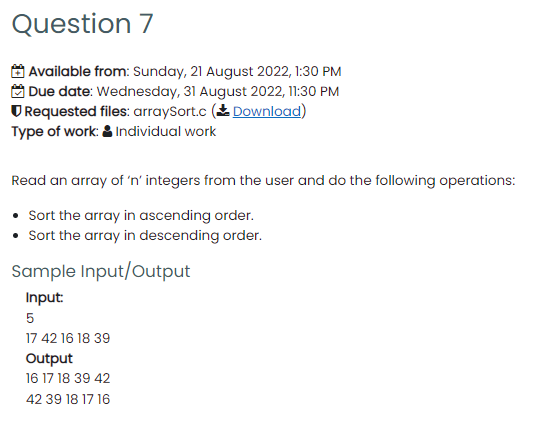 Question 7
Available from: Sunday, 21 August 2022, 1:30 PM
Due date: Wednesday, 31 August 2022, 11:30 PM
Requested files: arraySort.c (Download)
Type of work: Individual work
Read an array of ‘n’ integers from the user and do the following operations:
• Sort the array in ascending order.
• Sort the array in descending order.
Sample Input/Output
Input:
5
17 42 16 18 39
Output
16 17 18 39 42
42 39 18 17 16